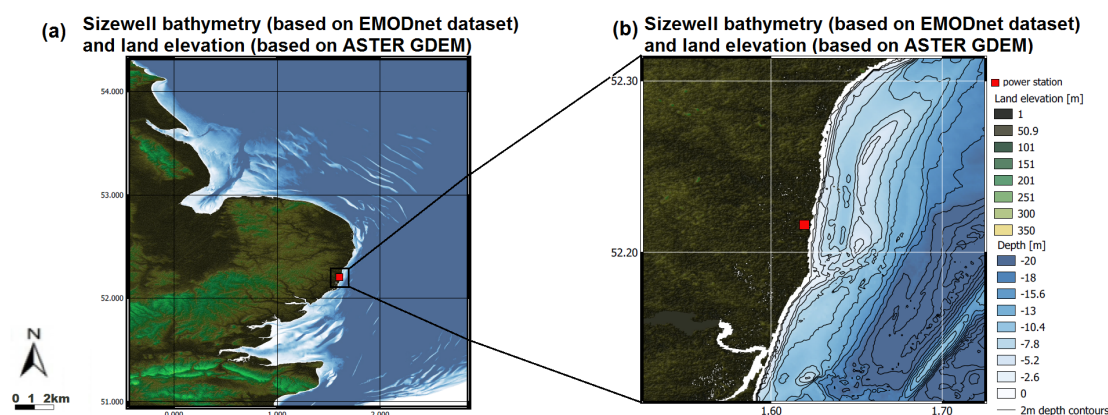 (a) Sizewell bathymetry (based on EMODnet dataset)
and land elevation (based on ASTER GDEM)
54.000
53.000
52.000
51.000
0.000
1.000
2.000
N
0 1 2km
(b) Sizewell bathymetry (based on EMODnet dataset)
and land elevation (based on ASTER GDEM)
52.30
52.20
1.60
1.70
power station
Land elevation [m]
1
50.9
101
151
201
251
300
350
Depth [m]
-20
-18
-15.6
-13
-10.4
-7.8
-5.2
-2.6
0
2m depth contours